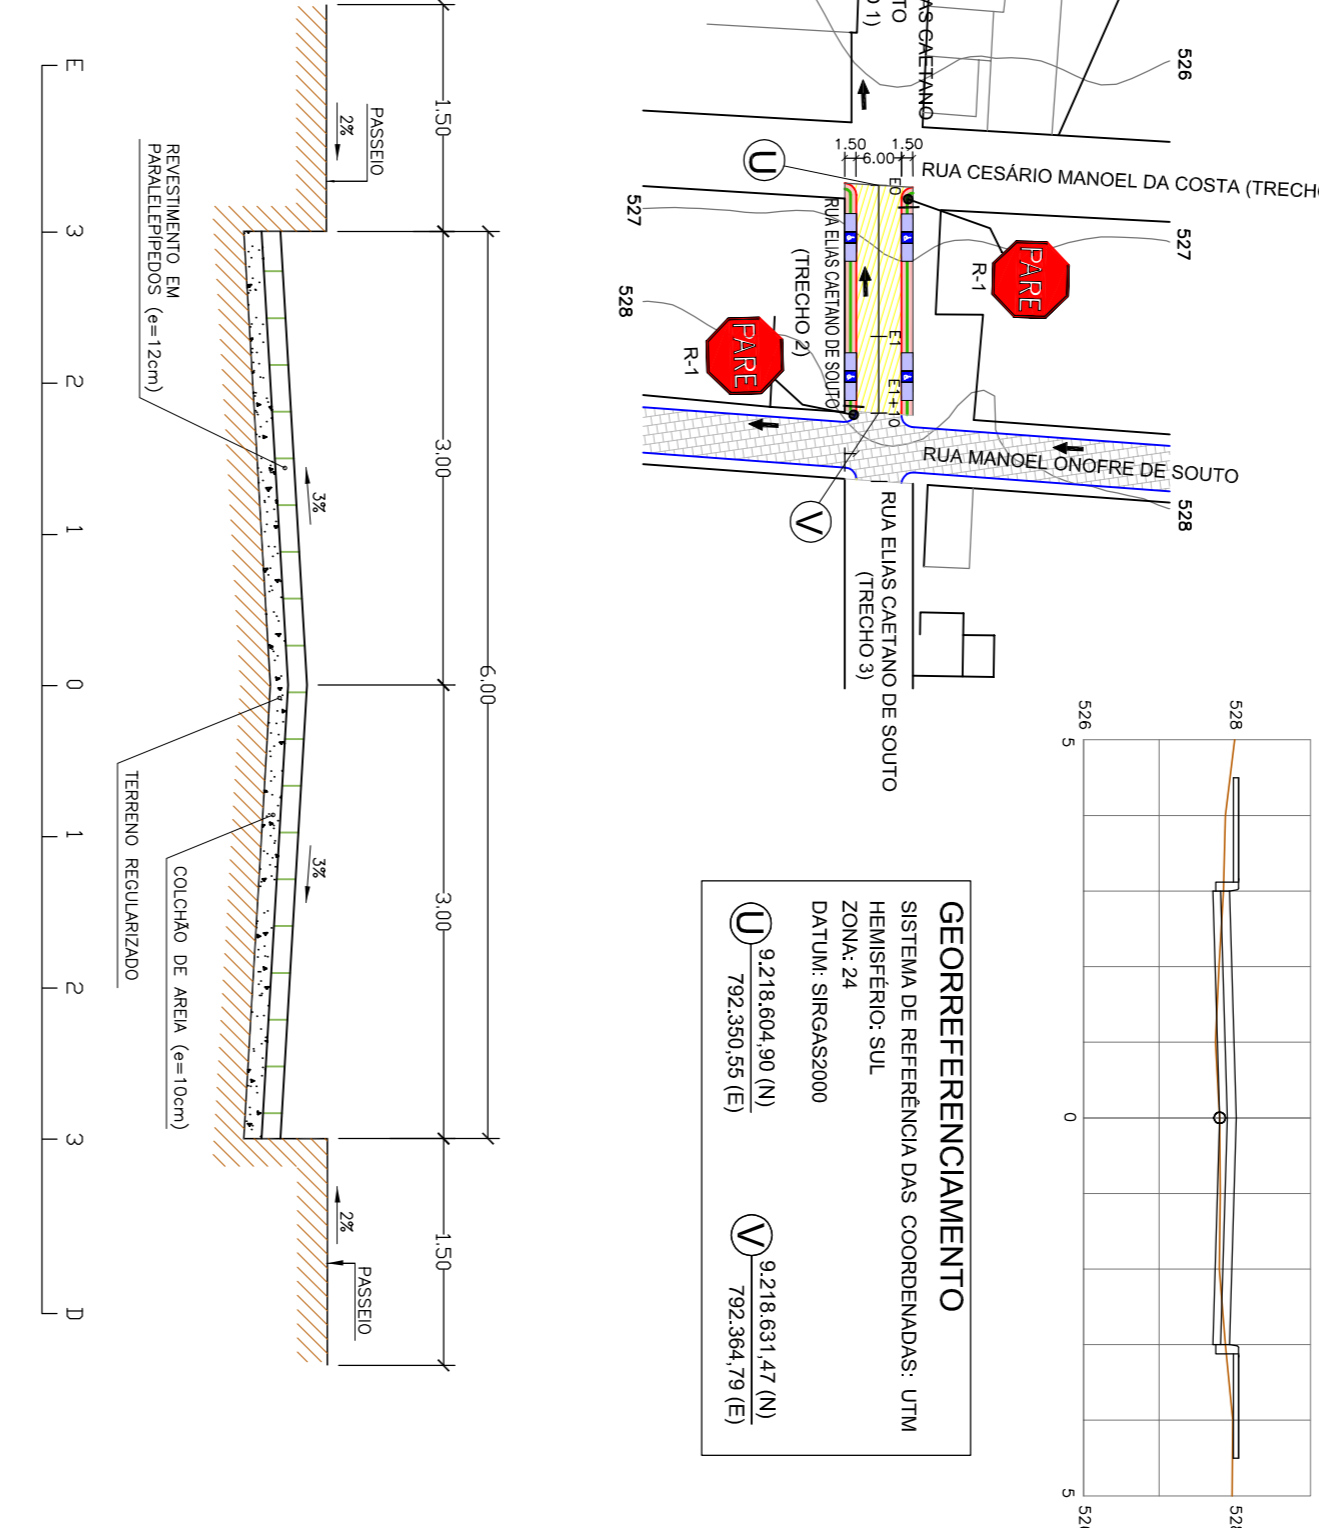 AS CAETANO
TO
O 1)
526
1.50
6.00
1.50
U
E0
RUA CESÁRIO MANOEL DA COSTA (TRECHO
527
527
PARE
R-1
RUA ELIAS CAETANO DE SOUTO
(TRECHO 2)
528
E1
PARE
R-1
E1+10
RUA MANOEL ONOFRE DE SOUTO
528
V
RUA ELIAS CAETANO DE SOUTO
(TRECHO 3)
526
528
5
0
5
GEORREFERENCIAMENTO
SISTEMA DE REFERÊNCIA DAS COORDENADAS: UTM
HEMISFÉRIO: SUL
ZONA: 24
DATUM: SIRGAS2000
U
9.218.604,90 (N)
792.350,55 (E)
V
9.218.631,47 (N)
792.364,79 (E)
6.00
1.50
3.00
3.00
1.50
PASSEIO
2%
3%
3%
2%
PASSEIO
REVESTIMENTO EM
PARALELEPÍPEDOS (e=12cm)
COLCHÃO DE AREIA (e=10cm)
TERRENO REGULARIZADO
E
3
2
1
0
1
2
3
D